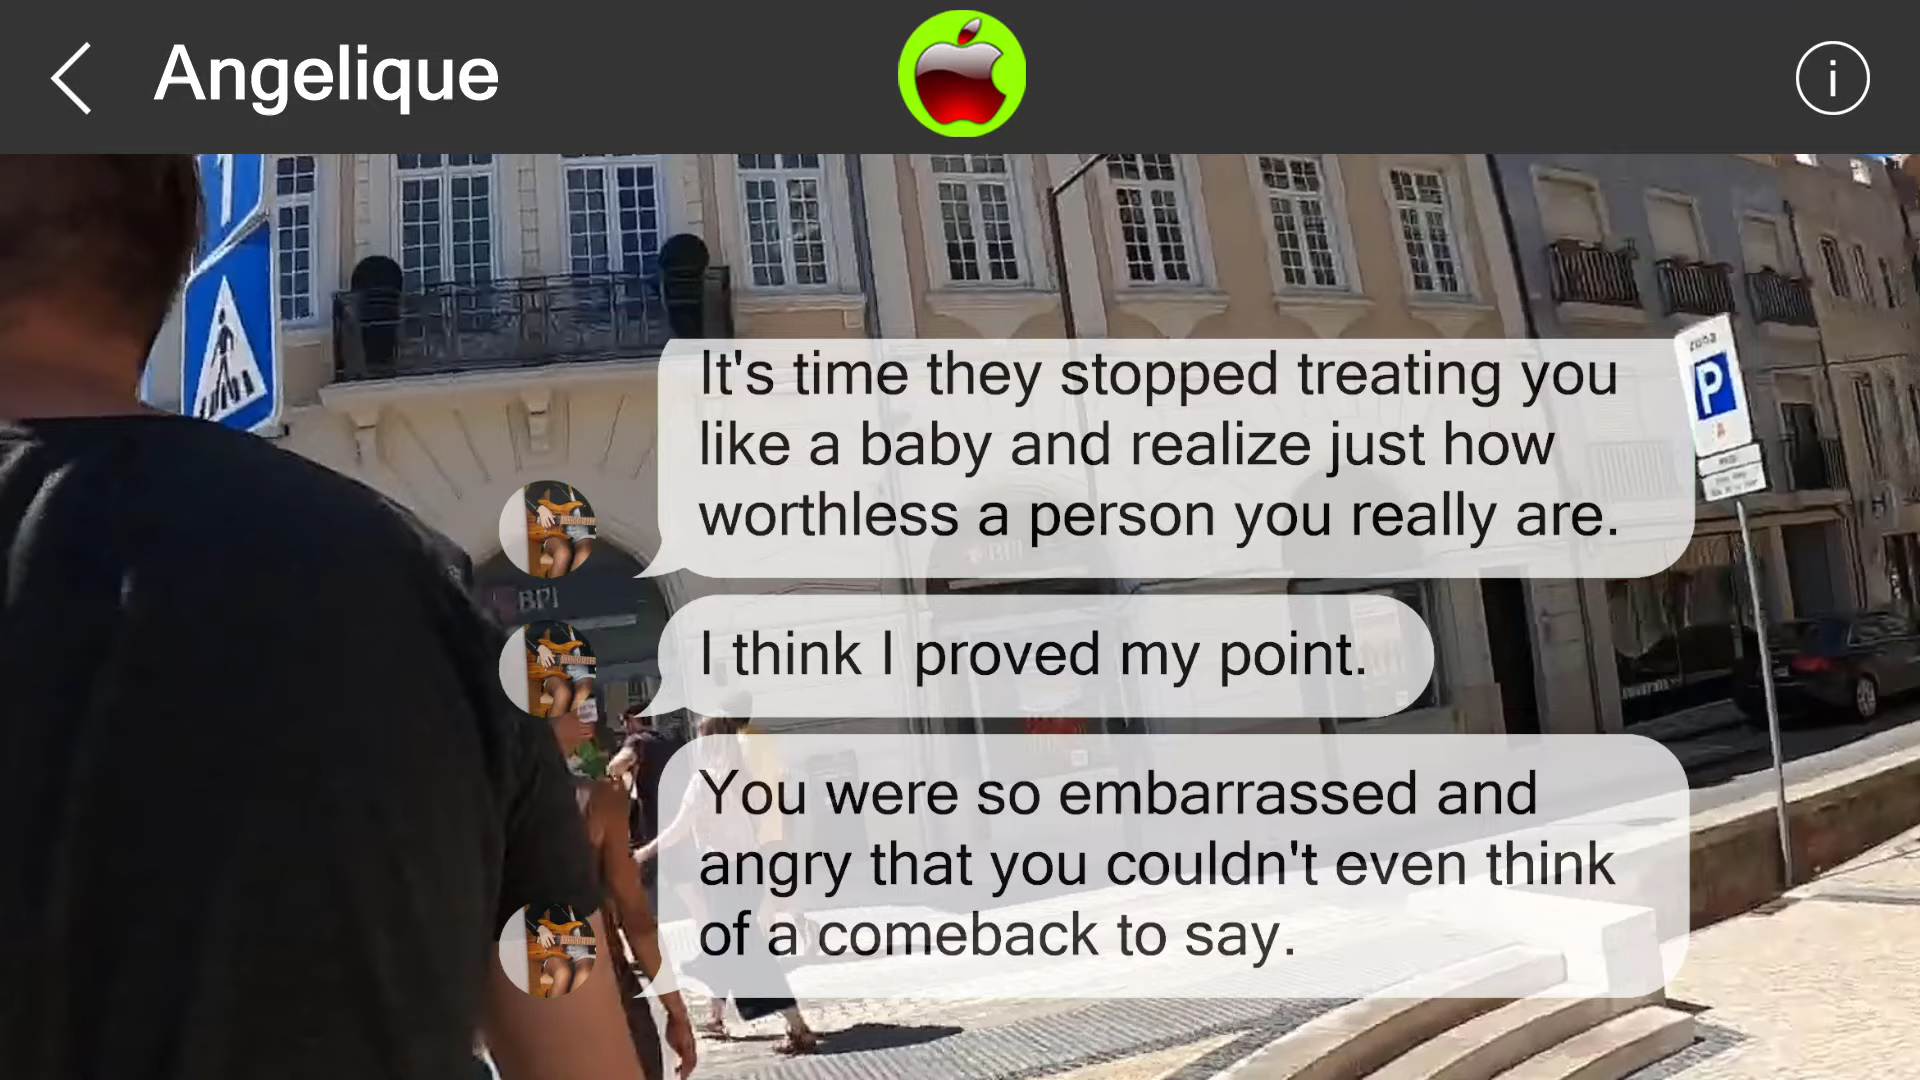 Angelique
i
It's time they stopped treating you
like a baby and realize just how
worthless a person you really are.
I think I proved my point.
You were so embarrassed and
angry that you couldn't even think
of a comeback to say.
zona
P
BPI